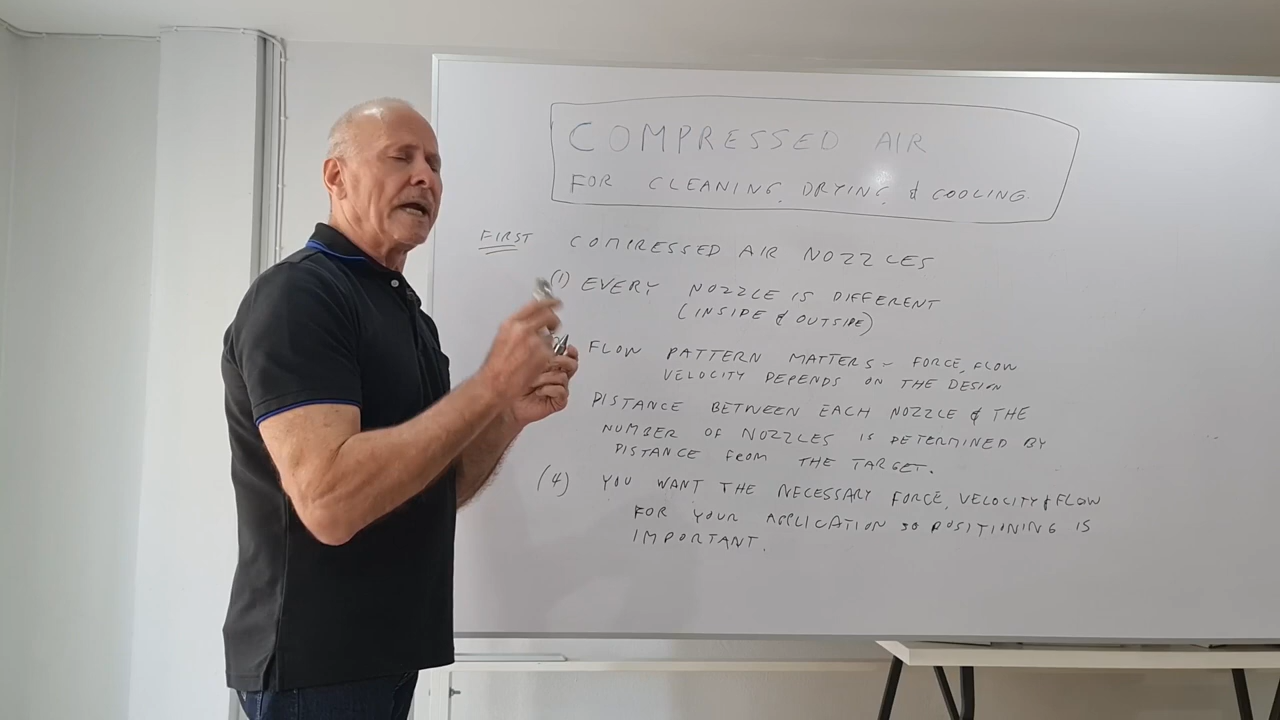 COMPRESSED AIR
FOR CLEANING, DRYING, & COOLING
FIRST COMPRESSED AIR NOZZLES
(1) EVERY NOZZLE IS DIFFERENT
(INSIDE & OUTSIDE)
FLOW PATTERN MATTERS - FORCE, FLOW
VELOCITY DEPENDS ON THE DESIGN
DISTANCE BETWEEN EACH NOZZLE & THE
NUMBER OF NOZZLES IS DETERMINED BY
DISTANCE FROM THE TARGET.
(4) YOU WANT THE NECESSARY FORCE, VELOCITY & FLOW
FOR YOUR APPLICATION SO POSITIONING IS
IMPORTANT.